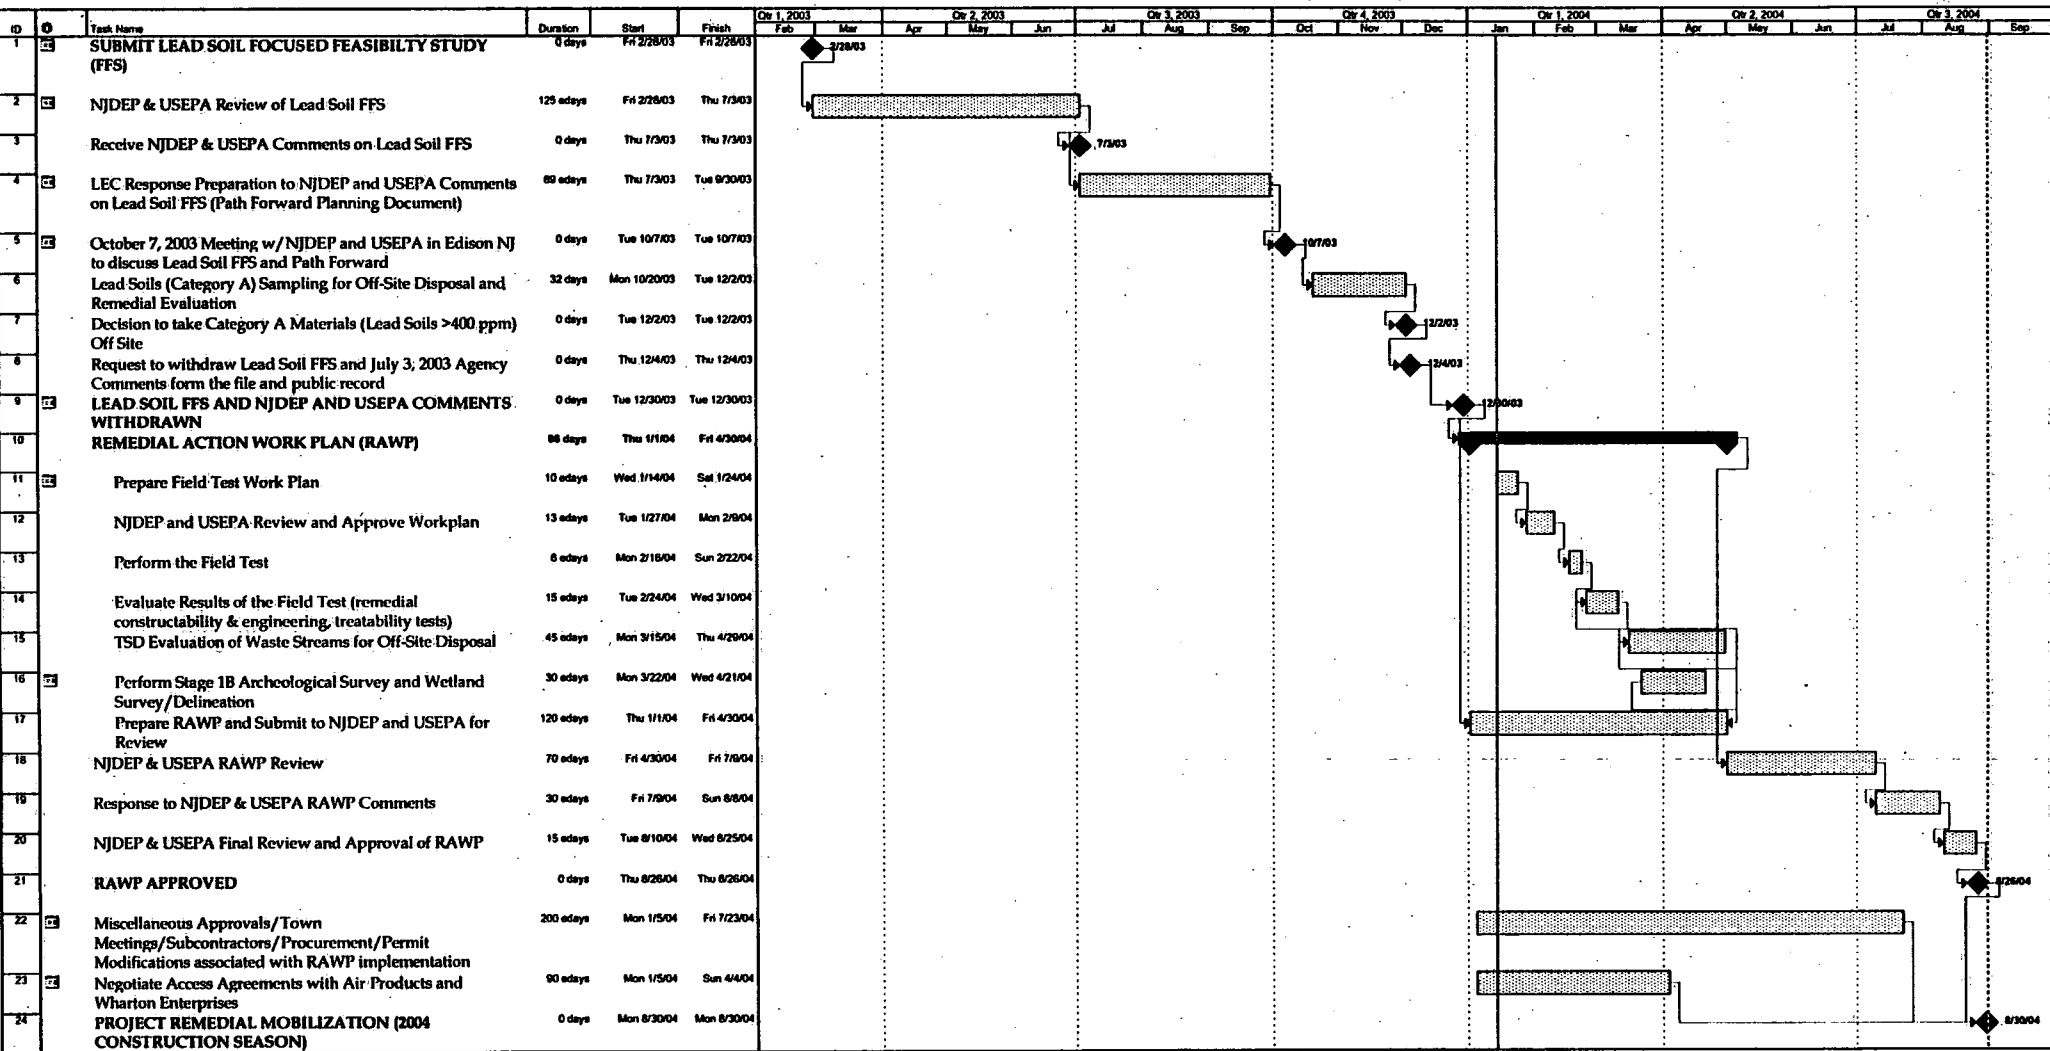 Qtr 1, 2003 Qtr 2, 2003 Qtr 3, 2003 Qtr 4, 2003 Qtr 1, 2004 Qtr 2, 2004 Qtr 3, 2004
ID Task Name Duration Start Finish Feb Mar Apr May Jun Jul Aug Sep Oct Nov Dec Jan Feb Mar Apr May Jun Jul Aug Sep
1 SUBMIT LEAD SOIL FOCUSED FEASIBILTY STUDY 0 days Fri 2/28/03 Fri 2/28/03 2/28/03
(FFS)
2 NJDEP & USEPA Review of Lead Soil FFS 125 edays Fri 2/28/03 Thu 7/3/03
3 Receive NJDEP & USEPA Comments on Lead Soil FFS 0 days Thu 7/3/03 Thu 7/3/03 7/3/03
4 LEC Response Preparation to NJDEP and USEPA Comments 89 edays Thu 7/3/03 Tue 9/30/03
on Lead Soil FFS (Path Forward Planning Document)
5 October 7, 2003 Meeting w/NJDEP and USEPA in Edison NJ 0 days Tue 10/7/03 Tue 10/7/03 10/7/03
to discuss Lead Soil FFS and Path Forward
6 Lead Soils (Category A) Sampling for Off-Site Disposal and 32 days Mon 10/20/03 Tue 12/2/03
Remedial Evaluation
7 Decision to take Category A Materials (Lead Soils >400 ppm) 0 days Tue 12/2/03 Tue 12/2/03 12/2/03
Off Site
8 Request to withdraw Lead Soil FFS and July 3, 2003 Agency 0 days Thu 12/4/03 Thu 12/4/03 12/4/03
Comments form the file and public record
9 LEAD SOIL FFS AND NJDEP AND USEPA COMMENTS 0 days Tue 12/30/03 Tue 12/30/03 12/30/03
WITHDRAWN
10 REMEDIAL ACTION WORK PLAN (RAWP) 86 days Thu 1/1/04 Fri 4/30/04
11 Prepare Field Test Work Plan 10 edays Wed 1/14/04 Sat 1/24/04
12 NJDEP and USEPA Review and Approve Workplan 13 edays Tue 1/27/04 Mon 2/9/04
13 Perform the Field Test 6 edays Mon 2/16/04 Sun 2/22/04
14 Evaluate Results of the Field Test (remedial 15 edays Tue 2/24/04 Wed 3/10/04
constructability & engineering, treatability tests)
15 TSD Evaluation of Waste Streams for Off-Site Disposal 45 edays Mon 3/15/04 Thu 4/29/04
16 Perform Stage 1B Archeological Survey and Wetland 30 edays Mon 3/22/04 Wed 4/21/04
Survey/Delineation
17 Prepare RAWP and Submit to NJDEP and USEPA for 120 edays Thu 1/1/04 Fri 4/30/04
Review
18 NJDEP & USEPA RAWP Review 70 edays Fri 4/30/04 Fri 7/9/04
19 Response to NJDEP & USEPA RAWP Comments 30 edays Fri 7/9/04 Sun 8/8/04
20 NJDEP & USEPA Final Review and Approval of RAWP 15 edays Tue 8/10/04 Wed 8/25/04
21 RAWP APPROVED 0 days Thu 8/26/04 Thu 8/26/04 8/26/04
22 Miscellaneous Approvals/Town 200 edays Mon 1/5/04 Fri 7/23/04
Meetings/Subcontractors/Procurement/Permit
Modifications associated with RAWP implementation
23 Negotiate Access Agreements with Air Products and 90 edays Mon 1/5/04 Sun 4/4/04
Wharton Enterprises
24 PROJECT REMEDIAL MOBILIZATION (2004 0 days Mon 8/30/04 Mon 8/30/04 8/30/04
CONSTRUCTION SEASON)